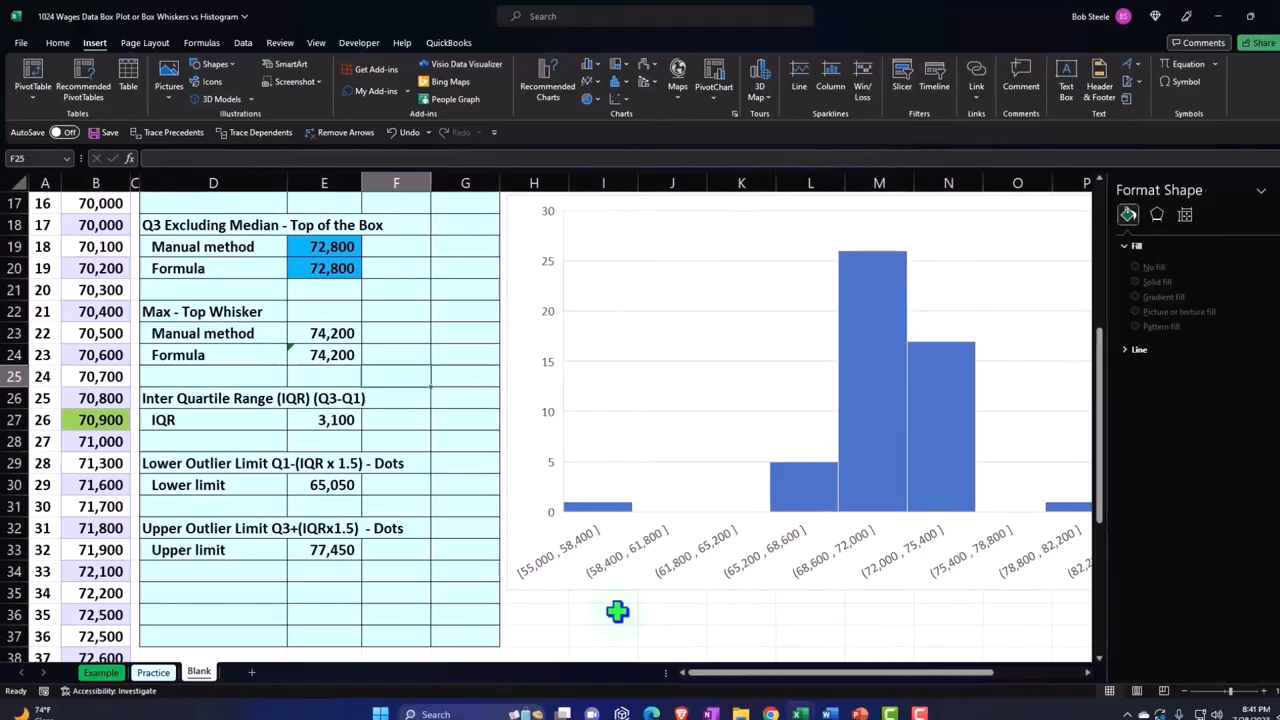 1024 Wages Data Box Plot or Box Whiskers vs Histogram
Search
Bob Steele BS
File Home Insert Page Layout Formulas Data Review View Developer Help QuickBooks
Comments Share
PivotTable Recommended PivotTables Table
Tables
Pictures Shapes Icons 3D Models SmartArt Screenshot
Illustrations
Get Add-ins My Add-ins Visio Data Visualizer Bing Maps People Graph
Add-ins
Recommended Charts Maps PivotChart
Charts
3D Map
Tours
Line Column Win/Loss
Sparklines
Slicer Timeline
Filters
Link
Links
Comment
Comments
Text Box Header & Footer
Text
Equation Symbol
Symbols
AutoSave Off Save Trace Precedents Trace Dependents Remove Arrows Undo Redo
F25 fx
A B C D E F G H I J K L M N O P
17 16 70,000
18 17 70,000 Q3 Excluding Median - Top of the Box
19 18 70,100 Manual method 72,800
20 19 70,200 Formula 72,800
21 20 70,300
22 21 70,400 Max - Top Whisker
23 22 70,500 Manual method 74,200
24 23 70,600 Formula 74,200
25 24 70,700
26 25 70,800 Inter Quartile Range (IQR) (Q3-Q1)
27 26 70,900 IQR 3,100
28 27 71,000
29 28 71,300 Lower Outlier Limit Q1-(IQR x 1.5) - Dots
30 29 71,600 Lower limit 65,050
31 30 71,700
32 31 71,800 Upper Outlier Limit Q3+(IQRx1.5) - Dots
33 32 71,900 Upper limit 77,450
34 33 72,100
35 34 72,200
36 35 72,500
37 36 72,500
38 37 72,600
30
25
20
15
10
5
0
[55,000 , 58,400 ]
(58,400 , 61,800 ]
(61,800 , 65,200 ]
(65,200 , 68,600 ]
(68,600 , 72,000 ]
(72,000 , 75,400 ]
(75,400 , 78,800 ]
(78,800 , 82,200 ]
(82,2
Format Shape
Fill
No fill
Solid fill
Gradient fill
Picture or texture fill
Pattern fill
Line
Example Practice Blank
Ready Accessibility: Investigate
74°F
Search
8:41 PM